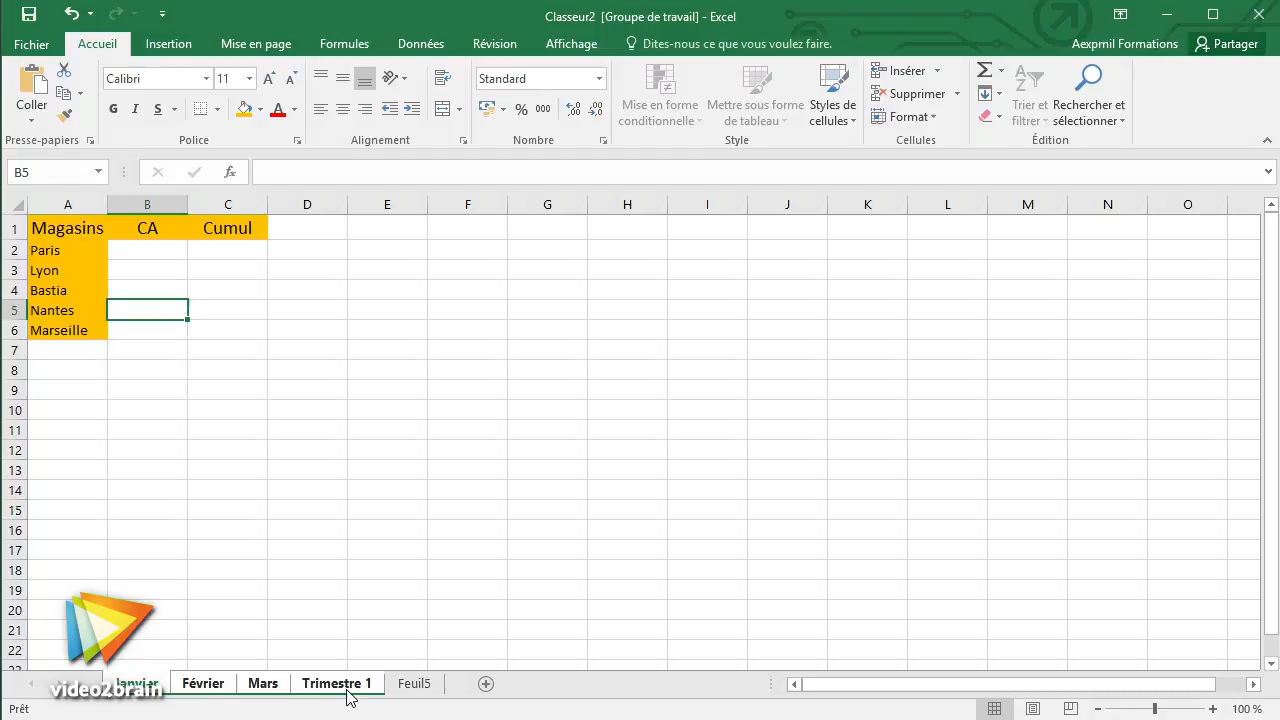 Classeur2 [Groupe de travail] - Excel
Fichier Accueil Insertion Mise en page Formules Données Révision Affichage Dites-nous ce que vous voulez faire. Aexpmil Formations Partager
Coller
Presse-papiers
Calibri 11
G I S A
Police
Alignement
Standard
% 000
Nombre
Mise en forme conditionnelle
Mettre sous forme de tableau
Styles de cellules
Style
Insérer
Supprimer
Format
Cellules
Trier et filtrer
Rechercher et sélectionner
Édition
B5 fx
A B C D E F G H I J K L M N O
1 Magasins CA Cumul
2 Paris
3 Lyon
4 Bastia
5 Nantes
6 Marseille
7
8
9
10
11
12
13
14
15
16
17
18
19
20
21
22
23
video2brain
Janvier Février Mars Trimestre 1 Feuil5
Prêt 100 %